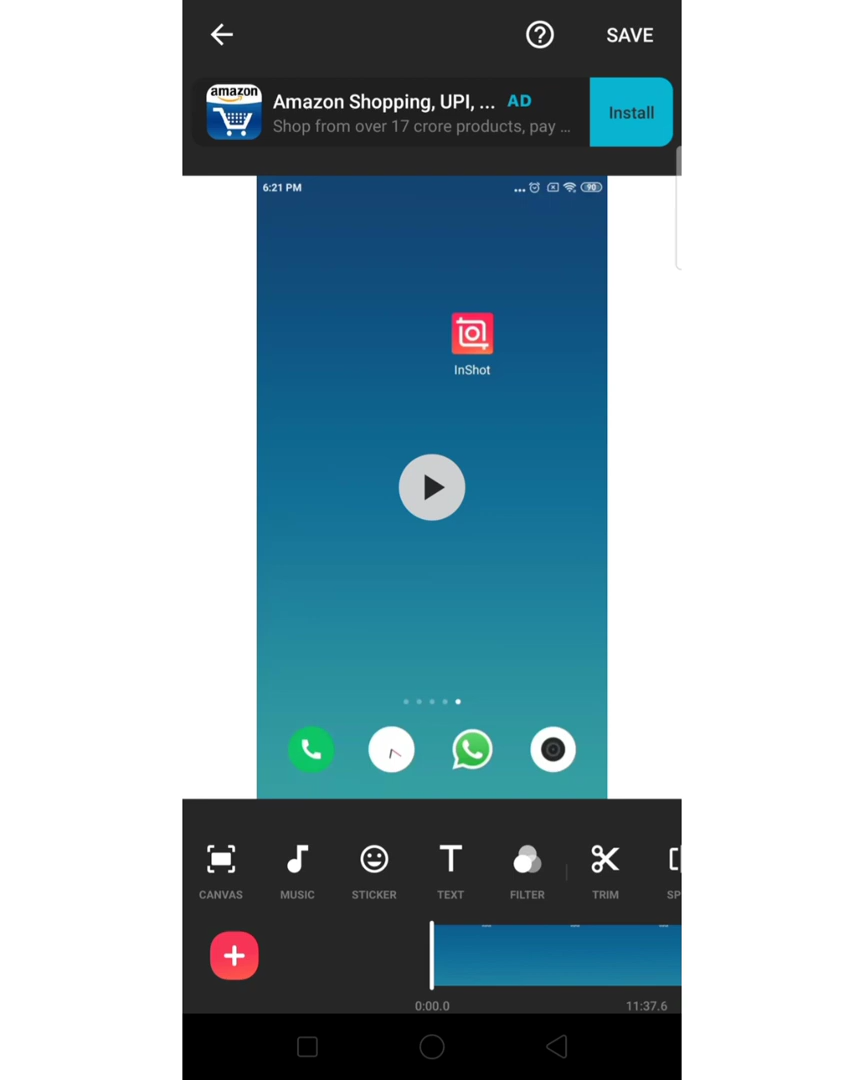 SAVE
amazon
Amazon Shopping, UPI, ... AD
Shop from over 17 crore products, pay ...
Install
6:21 PM
90
InShot
CANVAS MUSIC STICKER TEXT FILTER TRIM SP
0:00.0 11:37.6